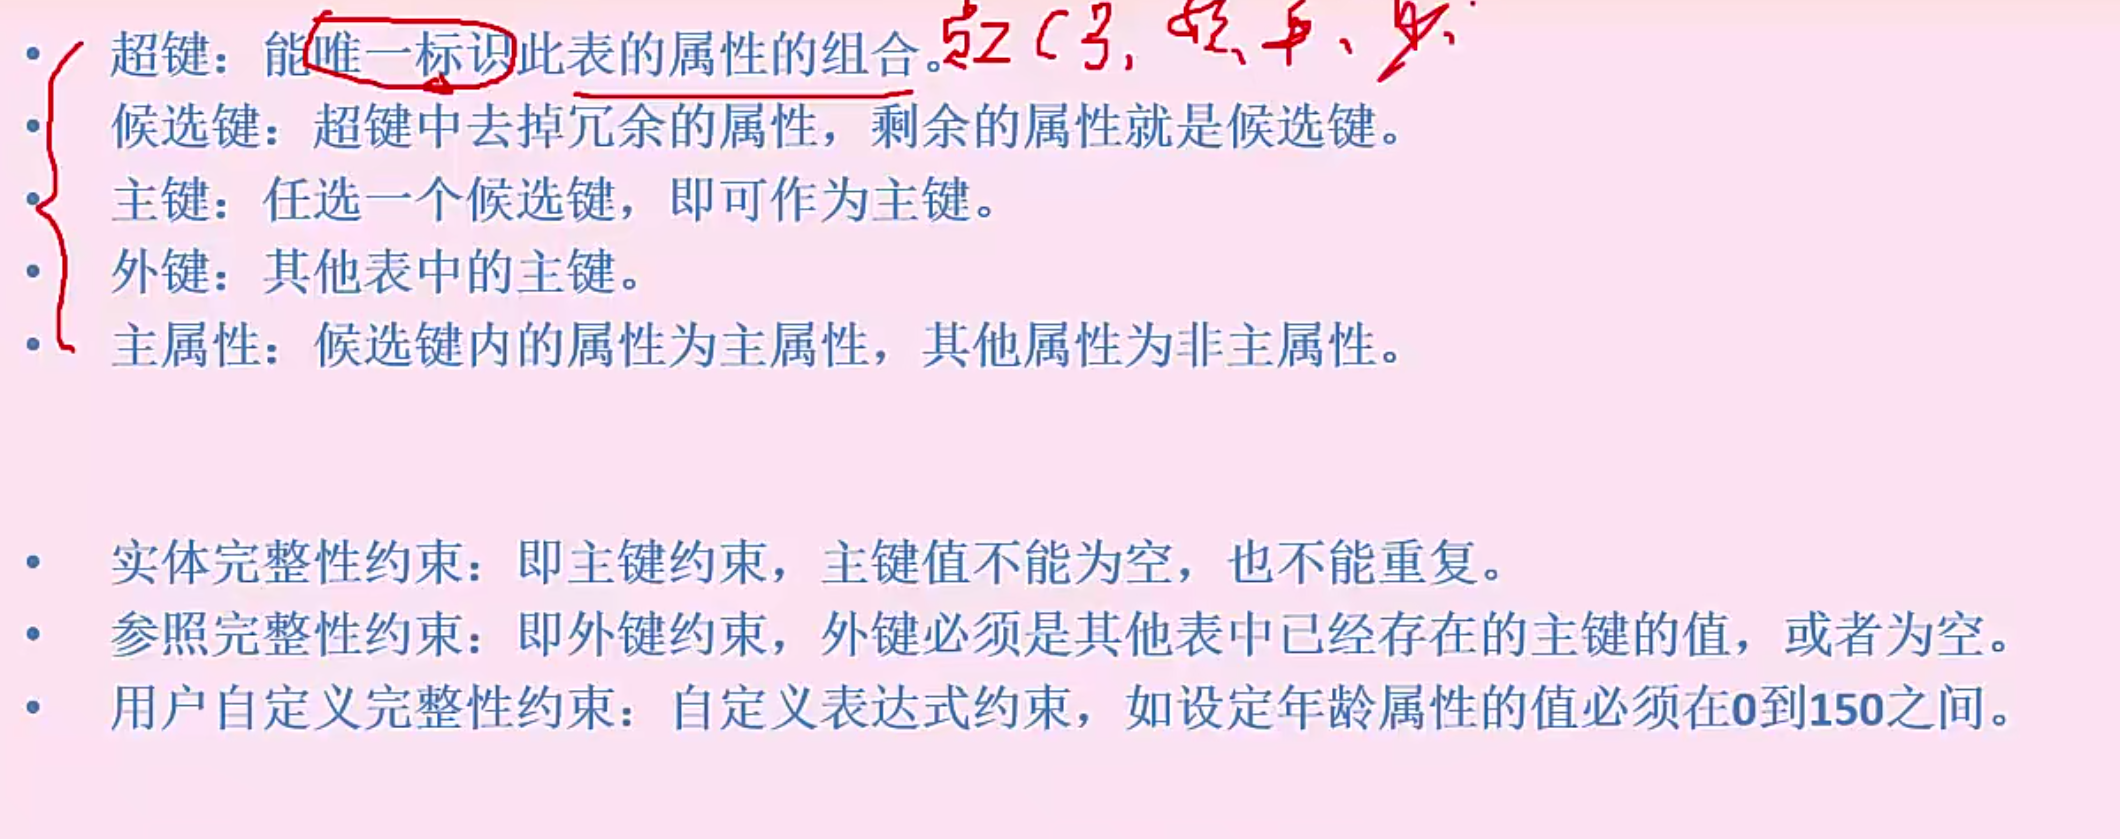 • 超键：能唯一标识此表的属性的组合。
• 候选键：超键中去掉冗余的属性，剩余的属性就是候选键。
• 主键：任选一个候选键，即可作为主键。
• 外键：其他表中的主键。
• 主属性：候选键内的属性为主属性，其他属性为非主属性。
• 实体完整性约束：即主键约束，主键值不能为空，也不能重复。
• 参照完整性约束：即外键约束，外键必须是其他表中已经存在的主键的值，或者为空。
• 用户自定义完整性约束：自定义表达式约束，如设定年龄属性的值必须在0到150之间。